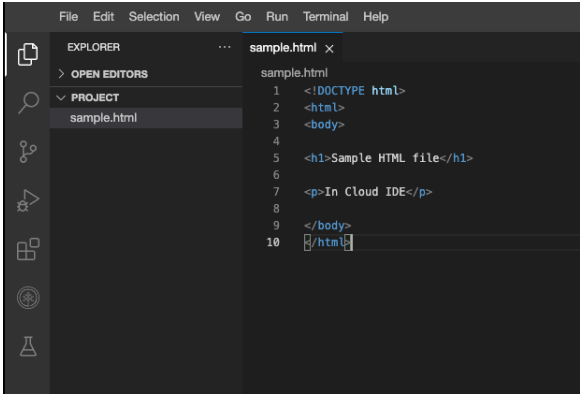 File Edit Selection View Go Run Terminal Help
EXPLORER ···
OPEN EDITORS
PROJECT
sample.html
sample.html ×
sample.html
1 <!DOCTYPE html>
2 <html>
3 <body>
4
5 <h1>Sample HTML file</h1>
6
7 <p>In Cloud IDE</p>
8
9 </body>
10 </html>